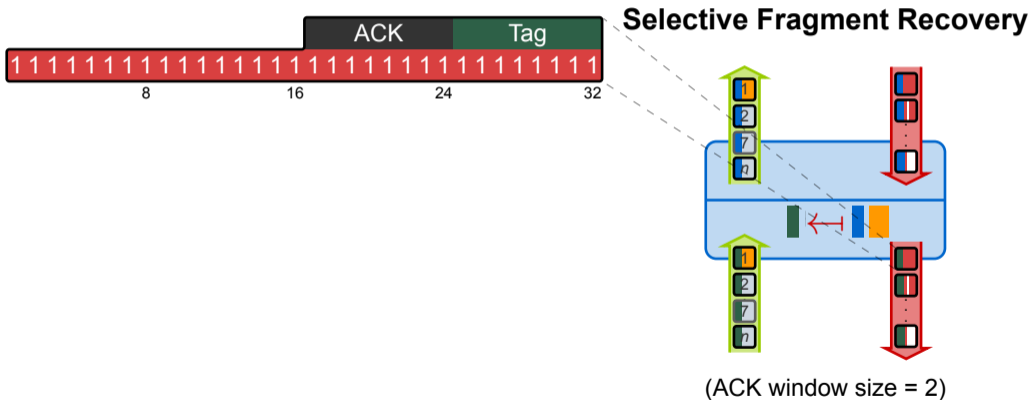 Selective Fragment Recovery
ACK Tag
1 1 1 1 1 1 1 1 1 1 1 1 1 1 1 1 1 1 1 1 1 1 1 1 1 1 1 1 1 1 1 1
8 16 24 32
1
2
7
n
1
2
7
n
(ACK window size = 2)